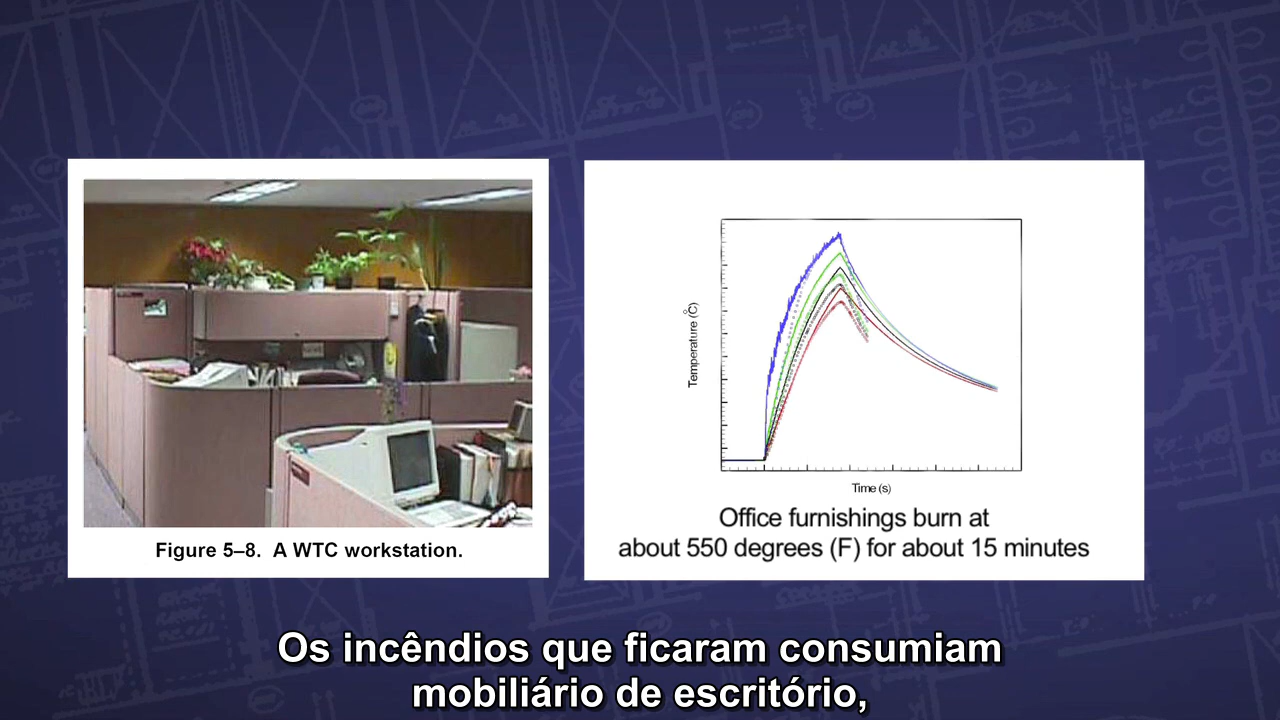 Figure 5–8. A WTC workstation.
Temperature (°C)
Time (s)
Office furnishings burn at
about 550 degrees (F) for about 15 minutes
Os incêndios que ficaram consumiam
mobiliário de escritório,